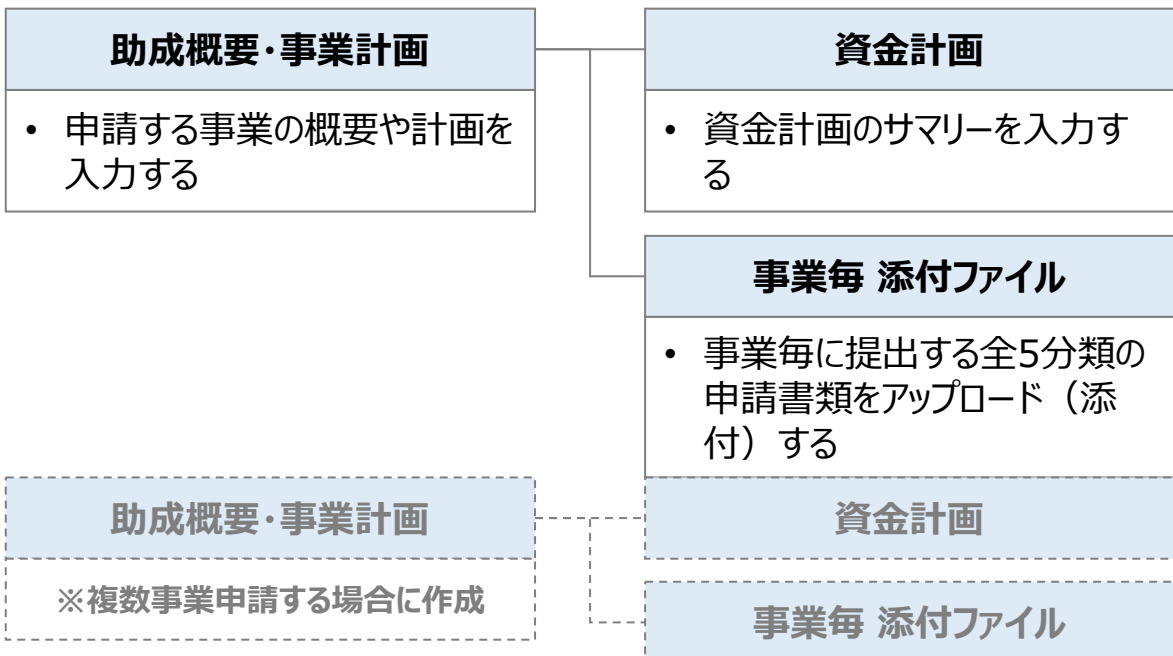 助成概要・事業計画
• 申請する事業の概要や計画を
入力する
資金計画
• 資金計画のサマリーを入力す
る
事業毎 添付ファイル
• 事業毎に提出する全5分類の
申請書類をアップロード（添
付）する
助成概要・事業計画
※複数事業申請する場合に作成
資金計画
事業毎 添付ファイル